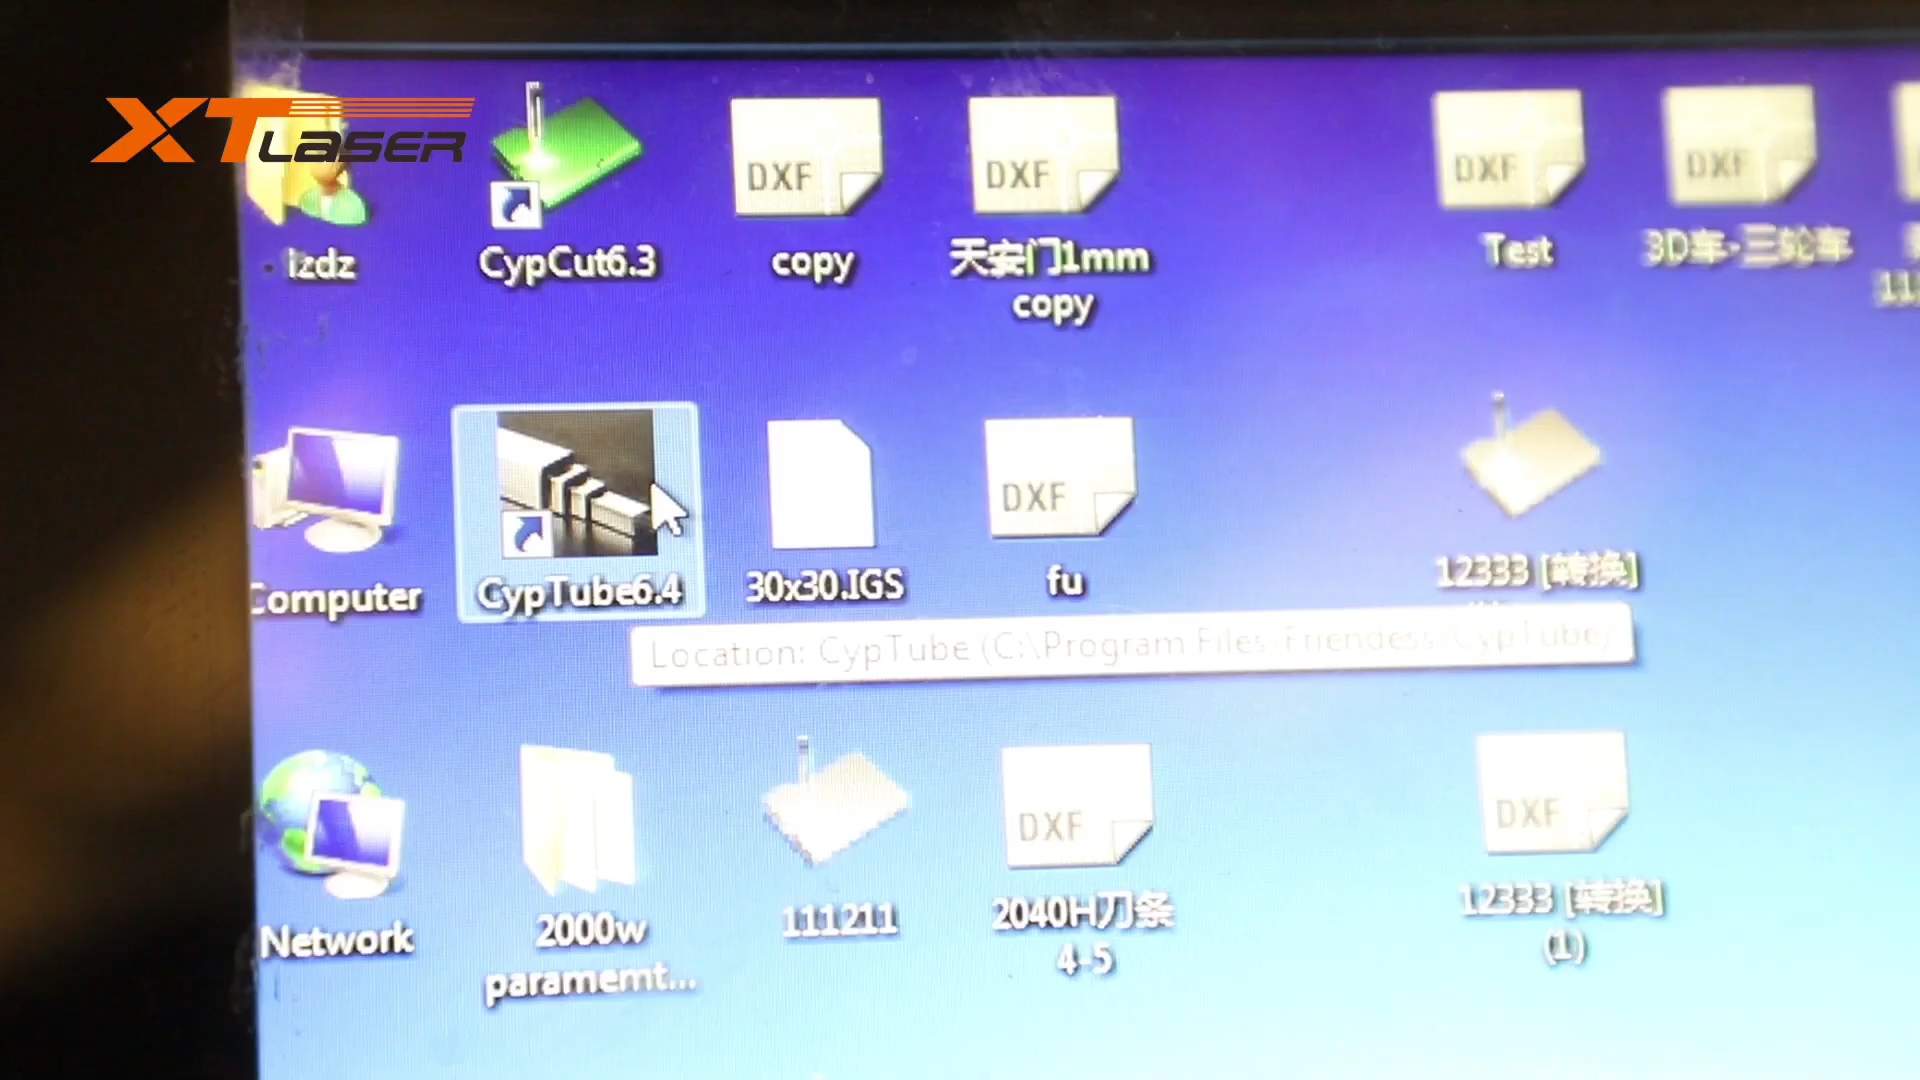 XT LASER
lzdz
CypCut6.3
DXF
copy
DXF
天安门1mm
copy
DXF
Test
DXF
3D车-三轮车
Computer
CypTube6.4
30x30.IGS
DXF
fu
12333 [转换]
Location: CypTube (C:\Program Files\Friendess\CypTube)
Network
2000w
paramemt...
111211
DXF
2040H刀条
4-5
DXF
12333 [转换]
(1)